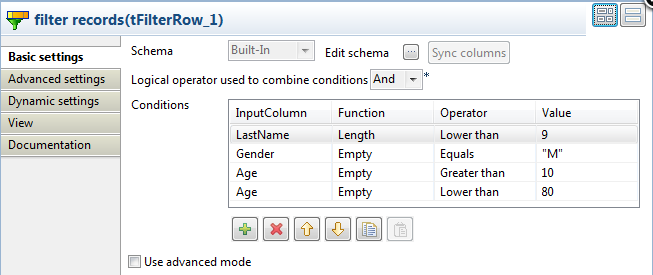 filter records(tFilterRow_1)
Basic settings
Advanced settings
Dynamic settings
View
Documentation
Schema Built-In Edit schema ... Sync columns
Logical operator used to combine conditions And *
Conditions
InputColumn Function Operator Value
LastName Length Lower than 9
Gender Empty Equals "M"
Age Empty Greater than 10
Age Empty Lower than 80
Use advanced mode